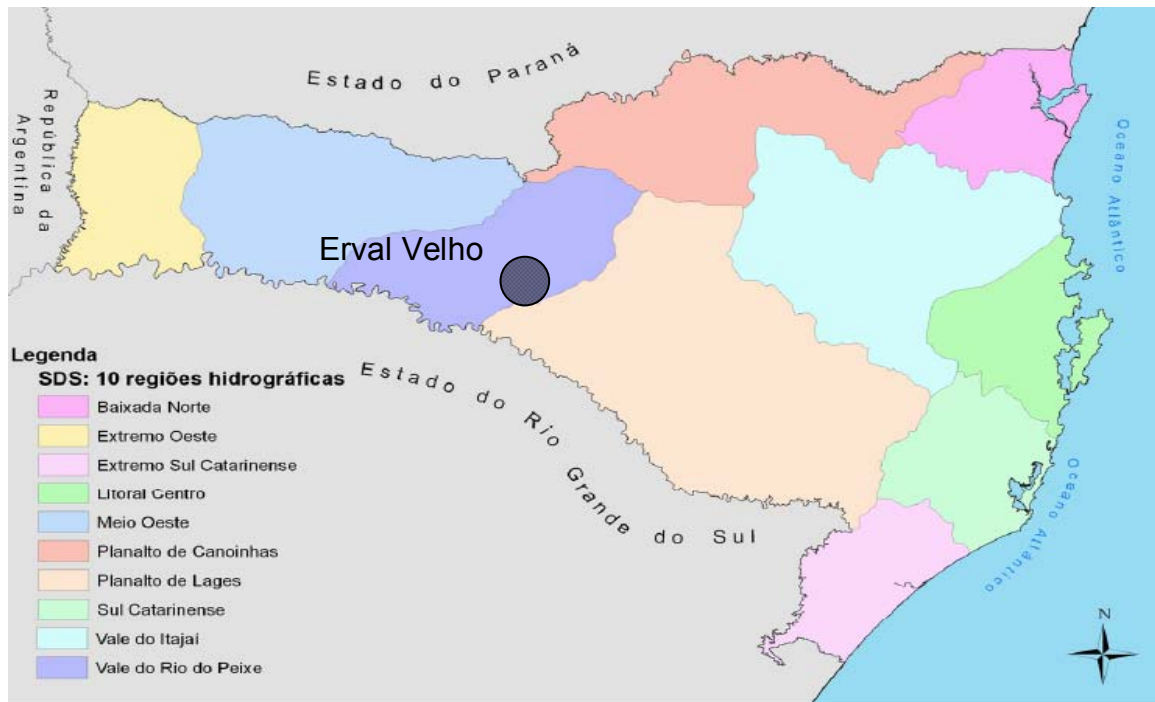 Estado do Paraná
República da
Argentina
Oceano Atlântico
Erval Velho
Legenda
SDS: 10 regiões hidrográficas
Baixada Norte
Extremo Oeste
Extremo Sul Catarinense
Litoral Centro
Meio Oeste
Planalto de Canoinhas
Planalto de Lages
Sul Catarinense
Vale do Itajaí
Vale do Rio do Peixe
Estado do Rio Grande do Sul
Oceano Atlântico
N